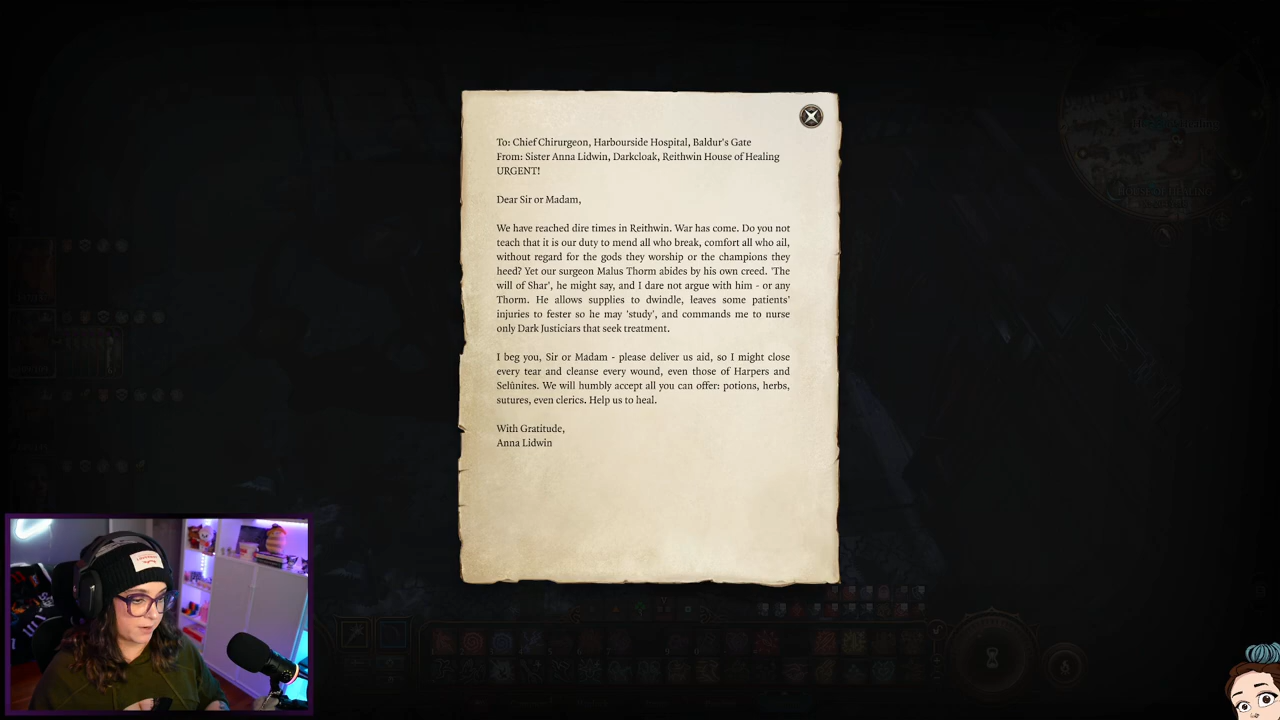 To: Chief Chirurgeon, Harbourside Hospital, Baldur's Gate
From: Sister Anna Lidwin, Darkcloak, Reithwin House of Healing
URGENT!
Dear Sir or Madam,
We have reached dire times in Reithwin. War has come. Do you not
teach that it is our duty to mend all who break, comfort all who ail,
without regard for the gods they worship or the champions they
heed? Yet our surgeon Malus Thorm abides by his own creed. 'The
will of Shar', he might say, and I dare not argue with him - or any
Thorm. He allows supplies to dwindle, leaves some patients'
injuries to fester so he may 'study', and commands me to nurse
only Dark Justiciars that seek treatment.
I beg you, Sir or Madam - please deliver us aid, so I might close
every tear and cleanse every wound, even those of Harpers and
Selûnites. We will humbly accept all you can offer: potions, herbs,
sutures, even clerics. Help us to heal.
With Gratitude,
Anna Lidwin